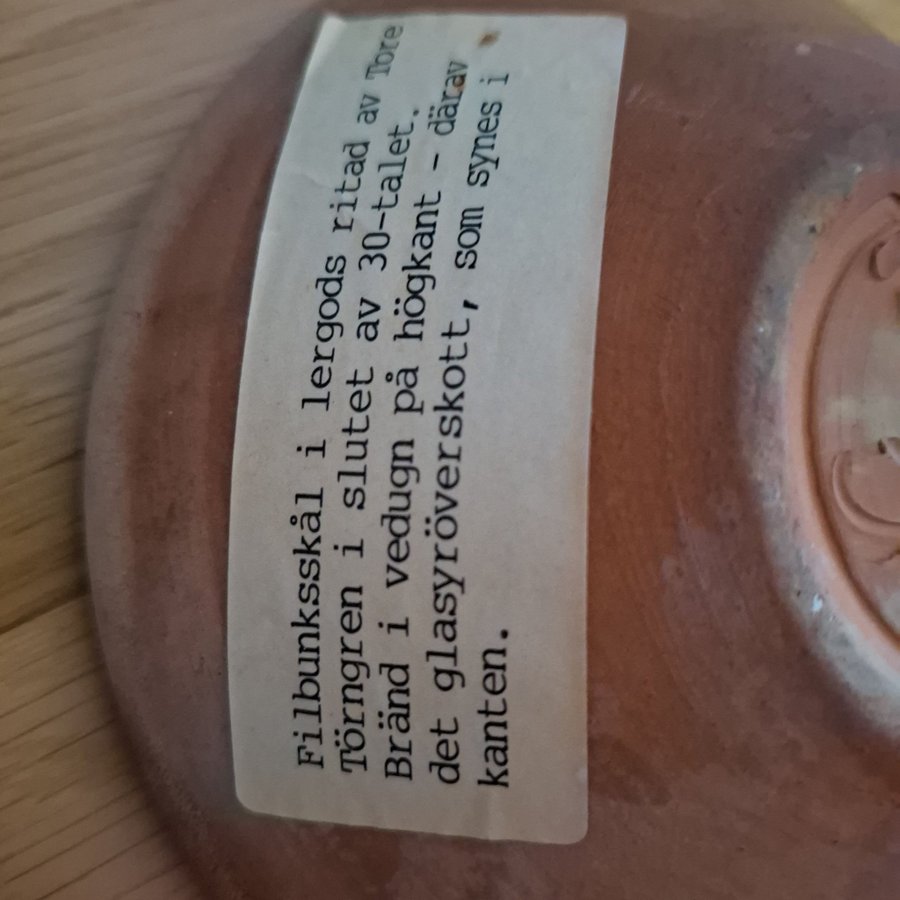 Filbunksskål i lergods ritad av Tore
Törngren i slutet av 30-talet.
Bränd i vedugn på högkant - därav
det glasyröverskott, som synes i
kanten.